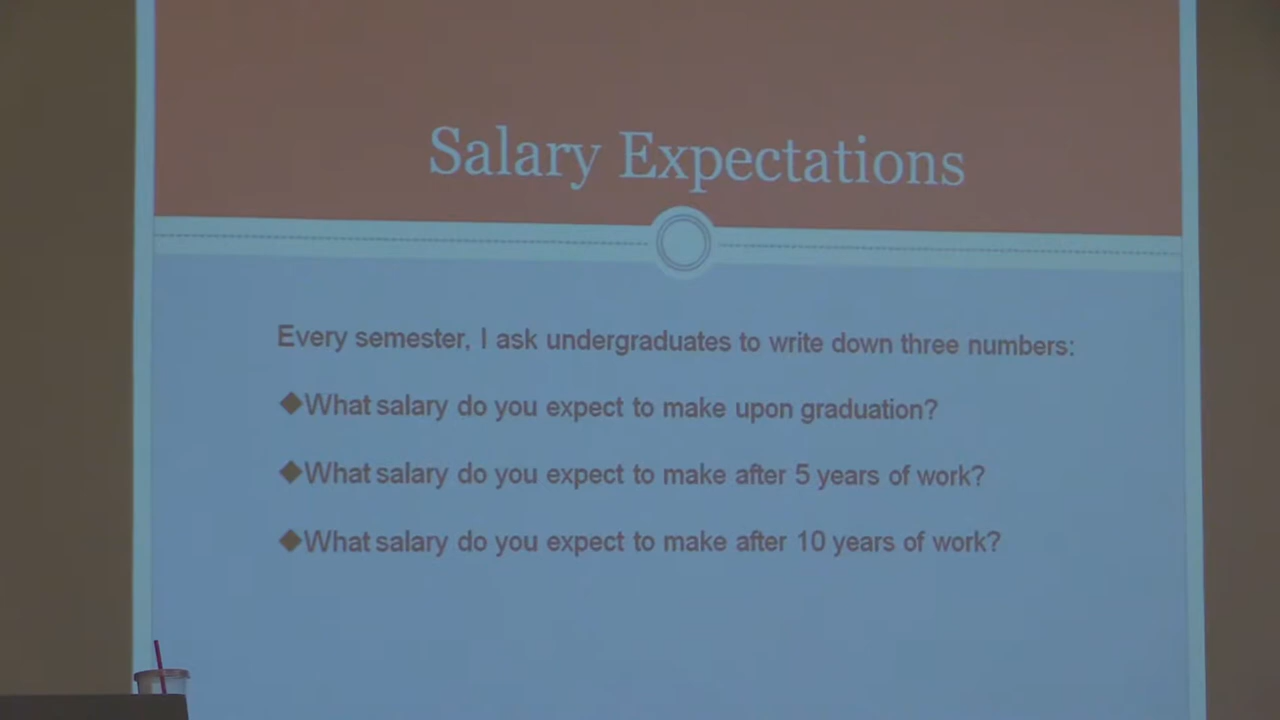 Salary Expectations
Every semester, I ask undergraduates to write down three numbers:
◆What salary do you expect to make upon graduation?
◆What salary do you expect to make after 5 years of work?
◆What salary do you expect to make after 10 years of work?